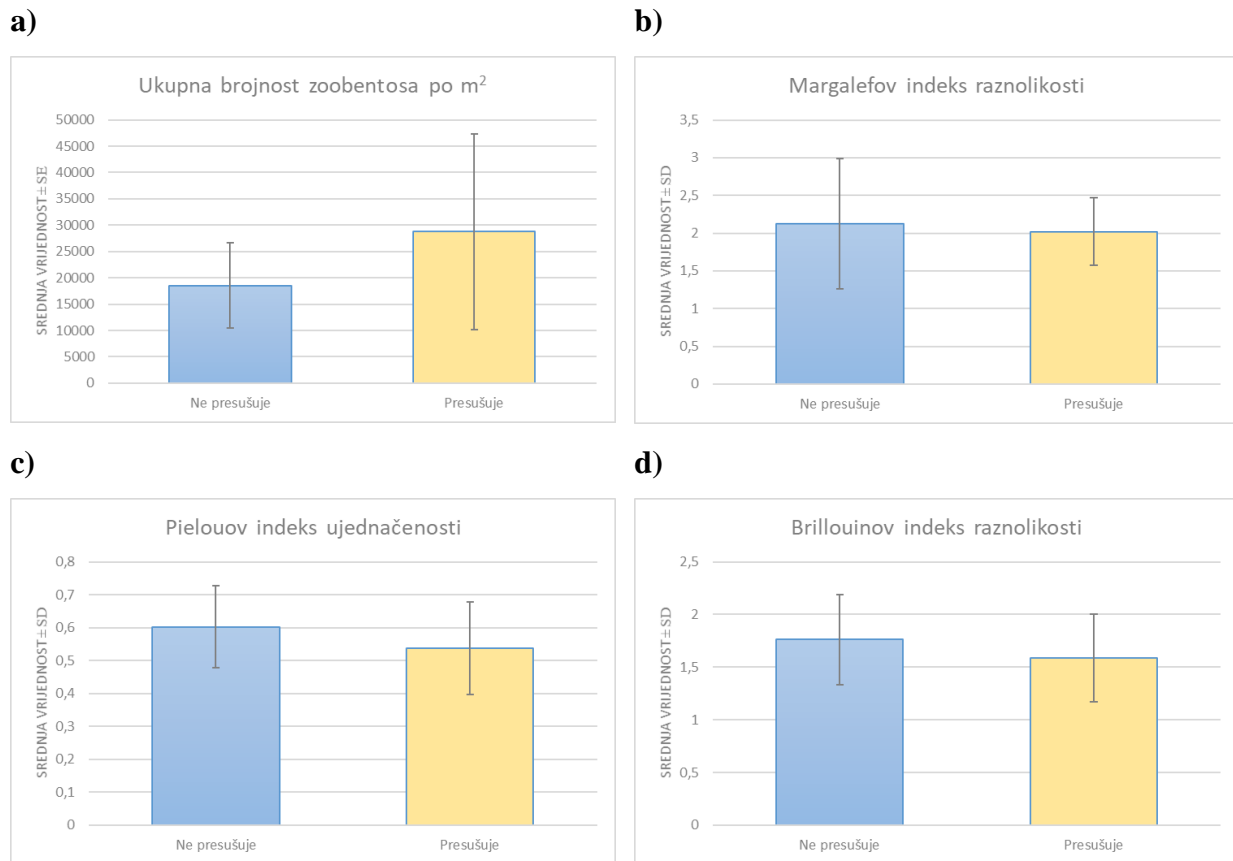 a)
Ukupna brojnost zoobentosa po m²
SREDNJA VRIJEDNOST±SE
50000
45000
40000
35000
30000
25000
20000
15000
10000
5000
0
Ne presušuje
Presušuje
b)
Margalefov indeks raznolikosti
SREDNJA VRIJEDNOST±SD
3,5
3
2,5
2
1,5
1
0,5
0
Ne presušuje
Presušuje
c)
Pielouov indeks ujednačenosti
SREDNJA VRIJEDNOST±SD
0,8
0,7
0,6
0,5
0,4
0,3
0,2
0,1
0
Ne presušuje
Presušuje
d)
Brillouinov indeks raznolikosti
SREDNJA VRIJEDNOST±SD
2,5
2
1,5
1
0,5
0
Ne presušuje
Presušuje